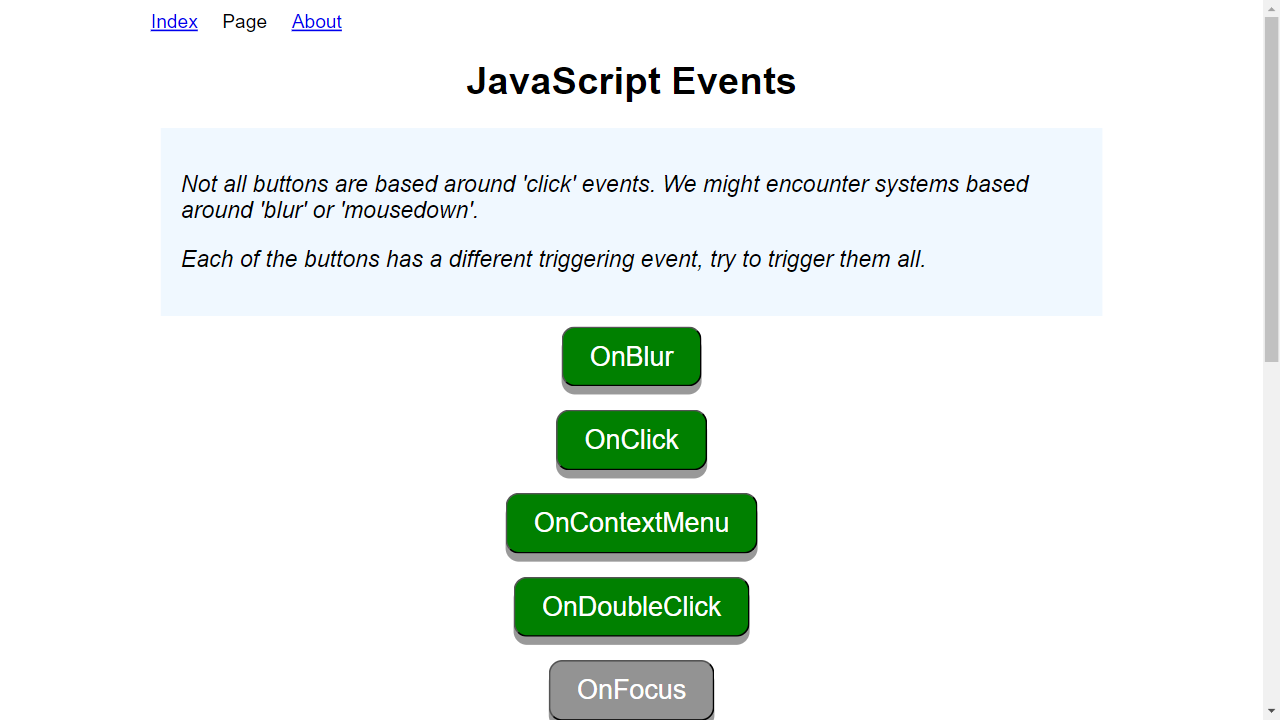 Index Page About
JavaScript Events
Not all buttons are based around 'click' events. We might encounter systems based
around 'blur' or 'mousedown'.
Each of the buttons has a different triggering event, try to trigger them all.
OnBlur
OnClick
OnContextMenu
OnDoubleClick
OnFocus